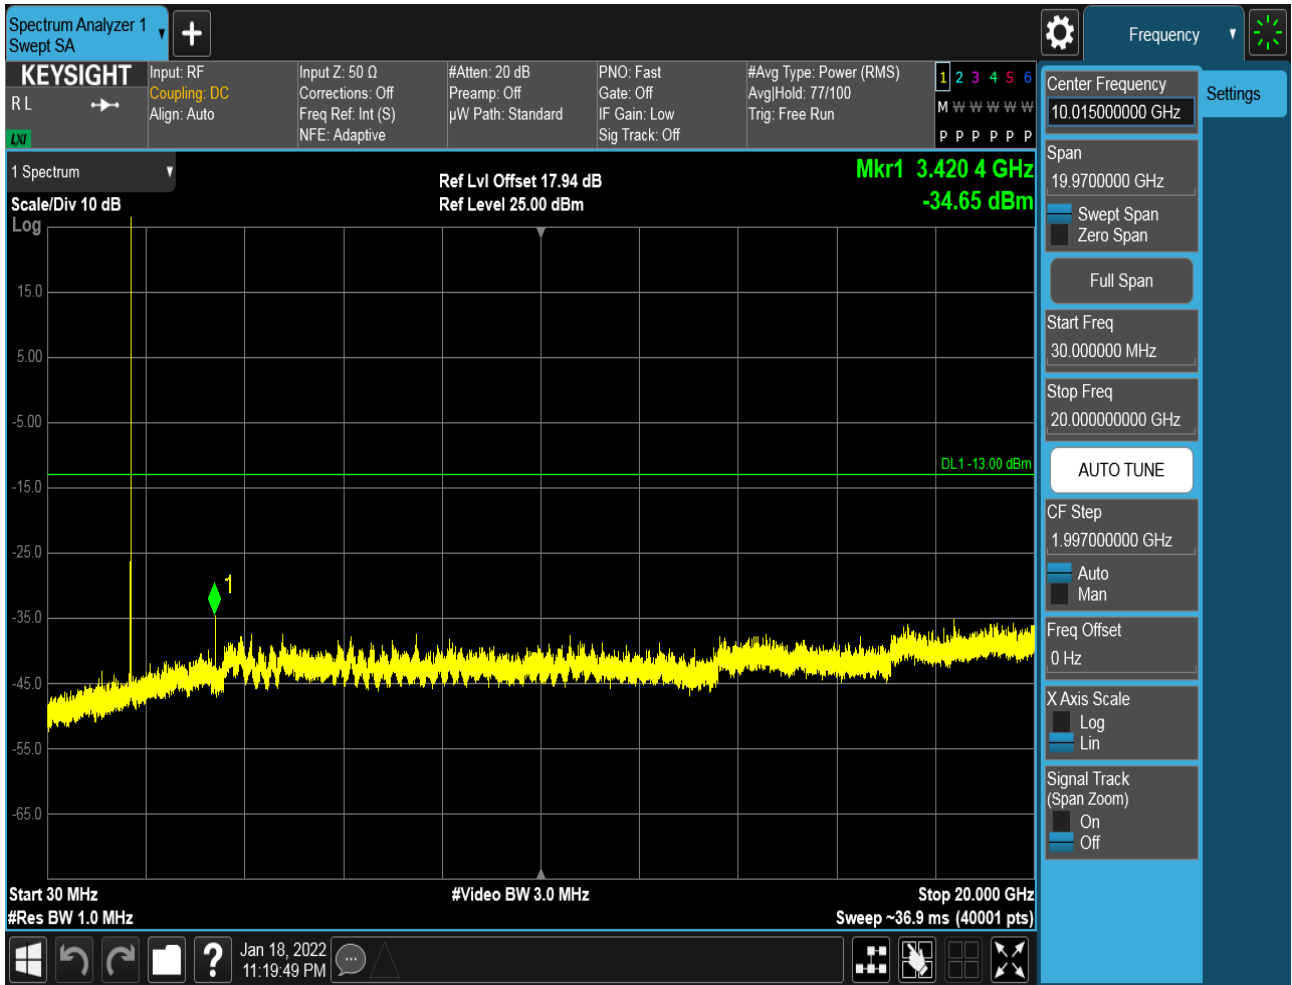 Spectrum Analyzer 1
Swept SA
Frequency
KEYSIGHT
R L
LXI
Input: RF
Coupling: DC
Align: Auto
Input Z: 50 Ω
Corrections: Off
Freq Ref: Int (S)
NFE: Adaptive
#Atten: 20 dB
Preamp: Off
µW Path: Standard
PNO: Fast
Gate: Off
IF Gain: Low
Sig Track: Off
#Avg Type: Power (RMS)
Avg|Hold: 77/100
Trig: Free Run
1 2 3 4 5 6
M W W W W W
P P P P P P
1 Spectrum
Scale/Div 10 dB
Log
Ref Lvl Offset 17.94 dB
Ref Level 25.00 dBm
Mkr1 3.420 4 GHz
-34.65 dBm
15.0
5.00
-5.00
-15.0
-25.0
-35.0
-45.0
-55.0
-65.0
DL1 -13.00 dBm
1
Start 30 MHz
#Res BW 1.0 MHz
#Video BW 3.0 MHz
Stop 20.000 GHz
Sweep ~36.9 ms (40001 pts)
Center Frequency
10.015000000 GHz
Settings
Span
19.9700000 GHz
Swept Span
Zero Span
Full Span
Start Freq
30.000000 MHz
Stop Freq
20.000000000 GHz
AUTO TUNE
CF Step
1.997000000 GHz
Auto
Man
Freq Offset
0 Hz
X Axis Scale
Log
Lin
Signal Track
(Span Zoom)
On
Off
?
Jan 18, 2022
11:19:49 PM